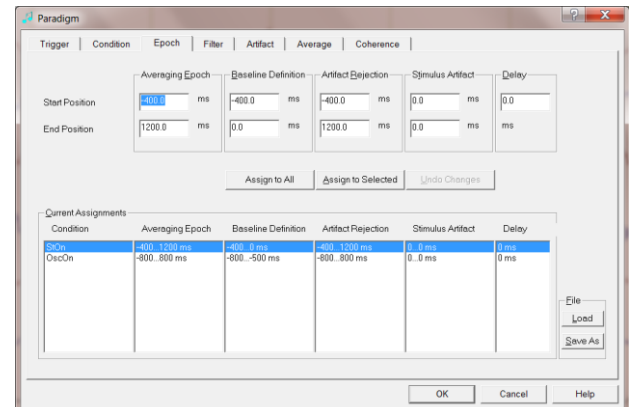 Paradigm
Trigger Condition Epoch Filter Artifact Average Coherence
Averaging Epoch Baseline Definition Artifact Rejection Stimulus Artifact Delay
Start Position -400.0 ms -400.0 ms -400.0 ms 0.0 ms 0.0
End Position 1200.0 ms 0.0 ms 1200.0 ms 0.0 ms ms
Assign to All Assign to Selected Undo Changes
Current Assignments
Condition Averaging Epoch Baseline Definition Artifact Rejection Stimulus Artifact Delay
StOn -400...1200 ms -400...0 ms -400...1200 ms 0...0 ms 0 ms
OscOn -800...800 ms -800...-500 ms -800...800 ms 0...0 ms 0 ms
File
Load
Save As
OK Cancel Help